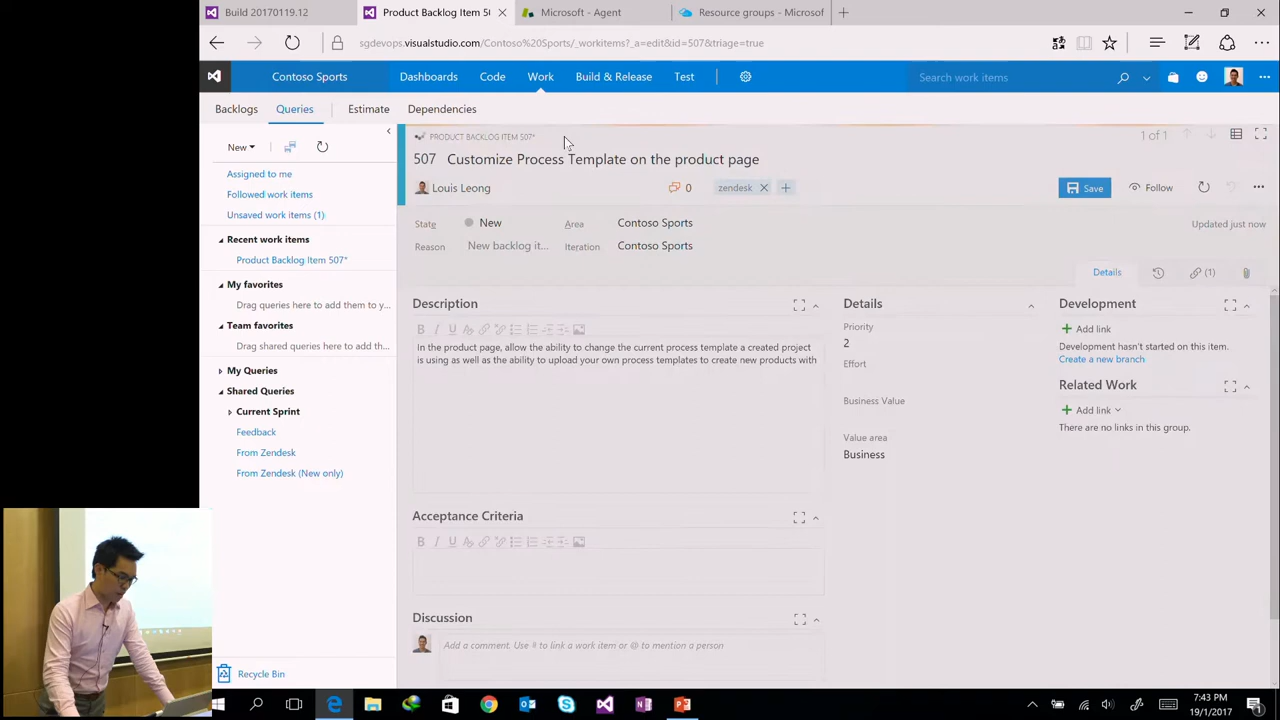 Build 20170119.12
Product Backlog Item 50
Microsoft - Agent
Resource groups - Microsof
sgdevops.visualstudio.com/Contoso%20Sports/_workitems?_a=edit&id=507&triage=true
Contoso Sports
Dashboards
Code
Work
Build & Release
Test
Search work items
Backlogs
Queries
Estimate
Dependencies
New
Assigned to me
Followed work items
Unsaved work items (1)
Recent work items
Product Backlog Item 507*
My favorites
Drag queries here to add them to y...
Team favorites
Drag shared queries here to add th...
My Queries
Shared Queries
Current Sprint
Feedback
From Zendesk
From Zendesk (New only)
Recycle Bin
PRODUCT BACKLOG ITEM 507*
1 of 1
507 Customize Process Template on the product page
Louis Leong
0
zendesk
Save
Follow
State
New
Area
Contoso Sports
Updated just now
Reason
New backlog it...
Iteration
Contoso Sports
Details
(1)
Description
B I U
In the product page, allow the ability to change the current process template a created project
is using as well as the ability to upload your own process templates to create new products with
Acceptance Criteria
B I U
Discussion
Add a comment. Use # to link a work item or @ to mention a person
Details
Priority
2
Effort
Business Value
Value area
Business
Development
Add link
Development hasn't started on this item.
Create a new branch
Related Work
Add link
There are no links in this group.
7:43 PM
19/1/2017